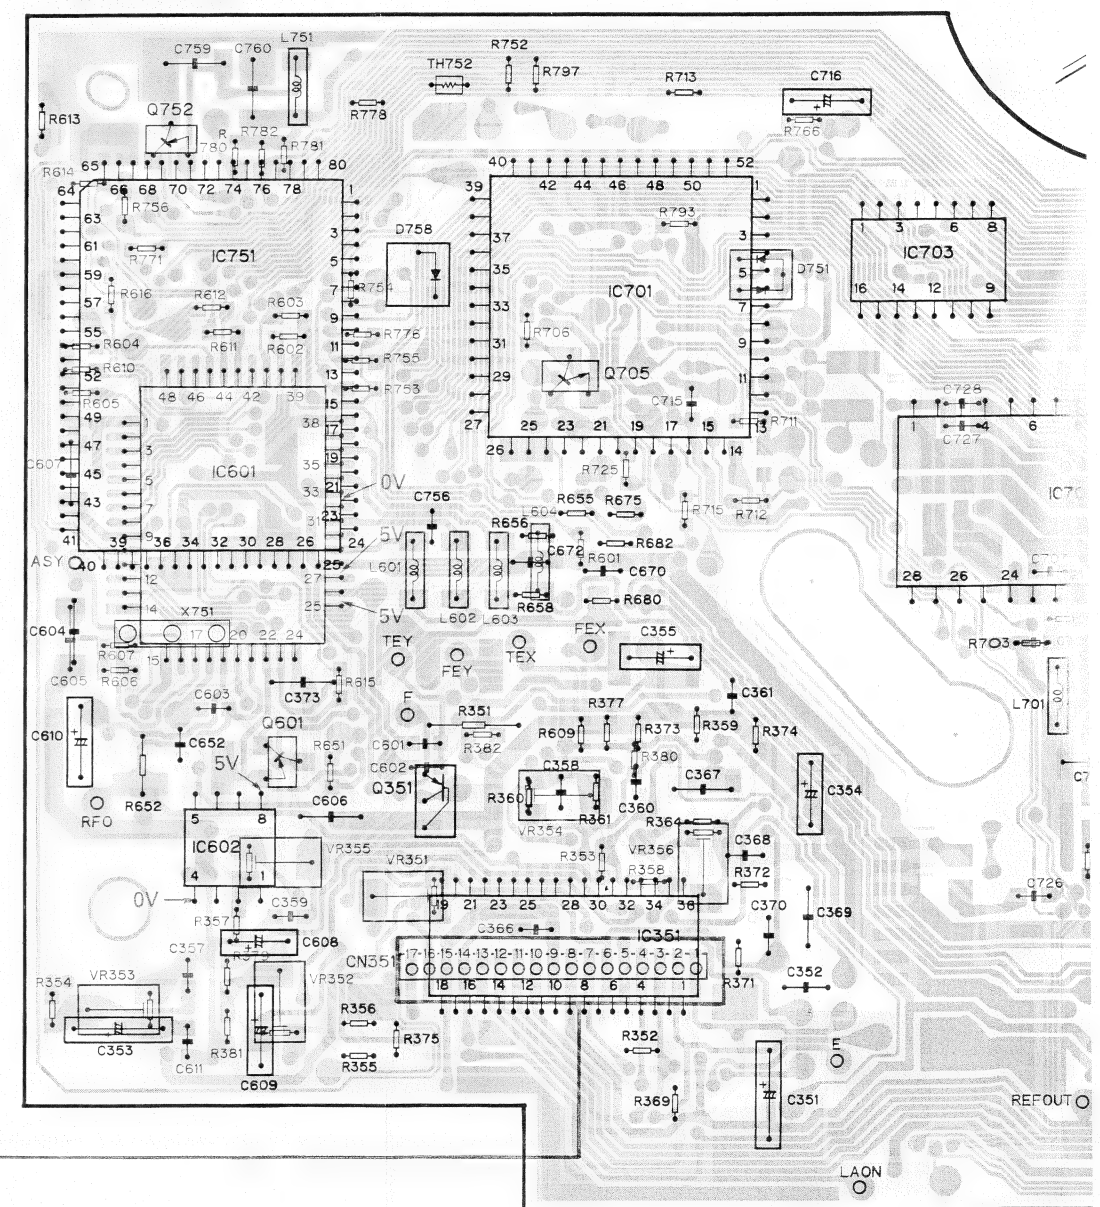 L751
C759 C760
R752
TH752 R797
R713
C716
R613
Q752
R778
R766
R
780
R782
R781
65
66 68 70 72 74 76 78 80
40 42 44 46 48 50 52
R614
64
R756
1
39
1
63
3
R793
37
3
D758
1 3 6 8
IC703
61
R771
IC751
5
59
R616
7
R754
35
5
D751
IC701
57
R612 R603
9
33
7
16 14 12 9
55
R611 R602
R776
R706
31
9
R604
11
R755
Q705
R610
52
13
R753
29
11
R605
48 46 44 42 39
15
C715
C728
49
1
38
17
27
25 23 21 19 17 15
13
R711
1 4 6
C727
47
3
26
14
C607
45
IC601
35
19
R725
5
33
21
0V
43
7
31
23
C756
R655 R675
R715
R712
L604
R656
41
9
39 36 34 32 30 28 26 24
5V
C672
R682
ASY
40
25
L601
R601
12
27
C670
28 26 24
14
25
5V
R658
R680
X751
L602 L603
C604
17 20 22 24
TEY
FEX
C355
R703
R607
15
FEY
TEX
C605
R606
C373
R615
C361
L701
C603
F
R351
R377
C610
Q601
R609
R373
R359
R374
C652
C601
R382
R651
R380
5V
C602
C358
Q351
C367
C354
R652
R360
C360
RFO
C606
R361
5 8
VR354
R364
IC602
VR355
VR351
R353
VR356
C368
4 1
R358
R372
0V
19 21 23 25 28 30 32 34 36
C726
C359
R357
C366
IC351
C370
C369
C608
CN351
17 16 15 14 13 12 11 10 9 8 7 6 5 4 3 2 1
C357
18 16 14 12 10 8 6 4 1
R371
C352
R354
VR353
VR352
R356
R375
C353
R381
R352
E
C611
R355
C609
R369
C351
REFOUT
LAON